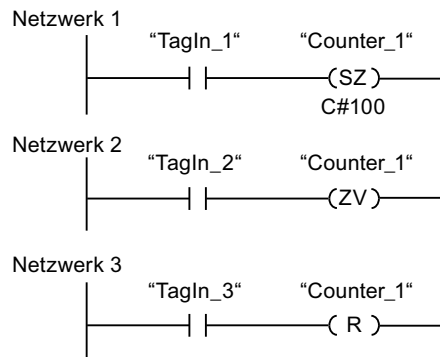 Netzwerk 1
“TagIn_1“ “Counter_1“
(SZ)
C#100
Netzwerk 2
“TagIn_2“ “Counter_1“
(ZV)
Netzwerk 3
“TagIn_3“ “Counter_1“
( R )